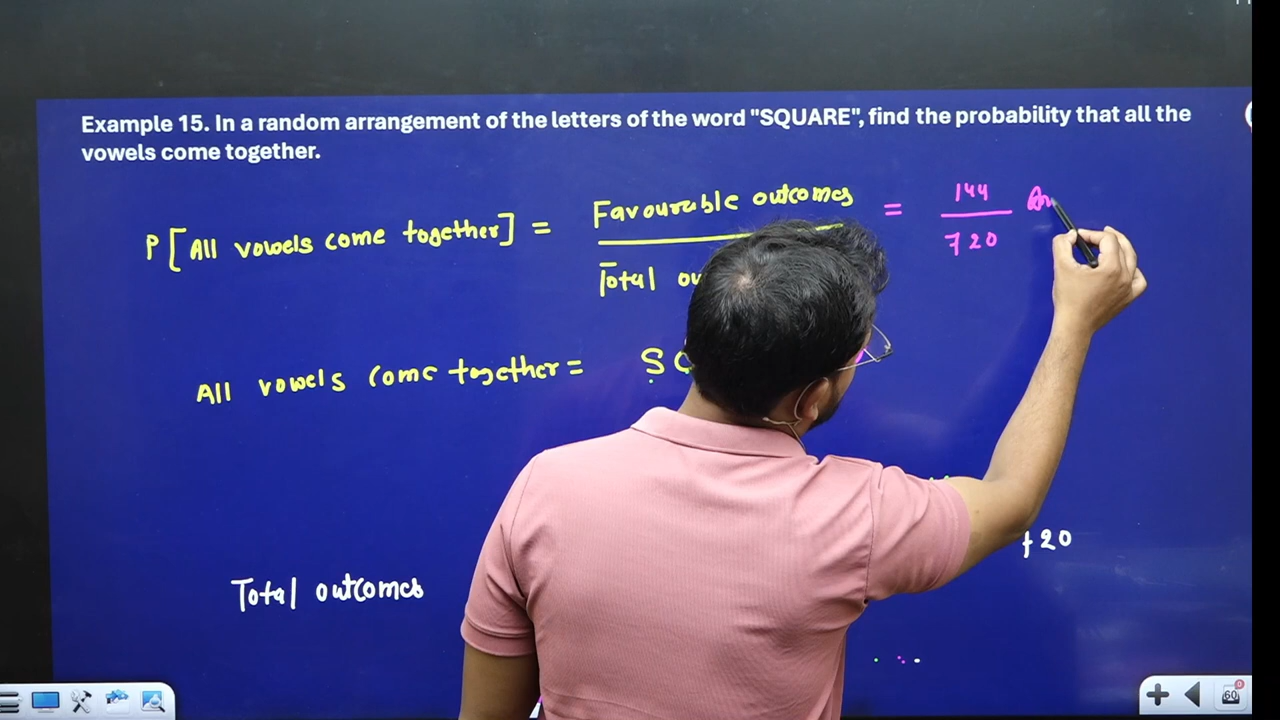 Example 15. In a random arrangement of the letters of the word "SQUARE", find the probability that all the
vowels come together.
P [All vowels come together] = Favourable outcomes = 144
Total 720
All vowels come together = S
720
Total outcomes
60